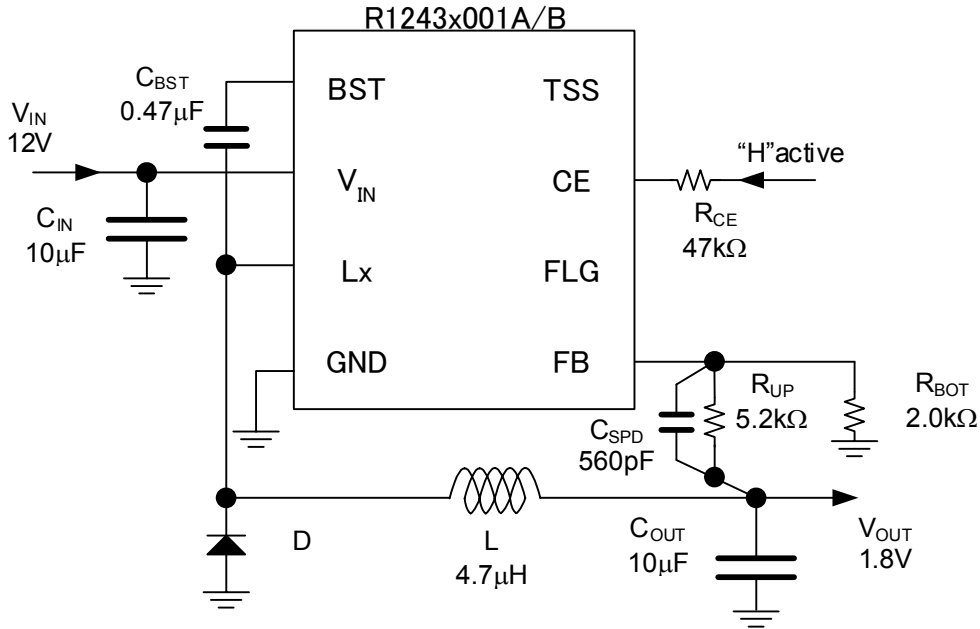 R1243x001A/B
CBST
0.47μF
VIN
12V
CIN
10μF
BST
VIN
Lx
GND
TSS
CE
FLG
FB
“H”active
RCE
47kΩ
CSPD
560pF
RUP
5.2kΩ
RBOT
2.0kΩ
D
L
4.7μH
COUT
10μF
VOUT
1.8V